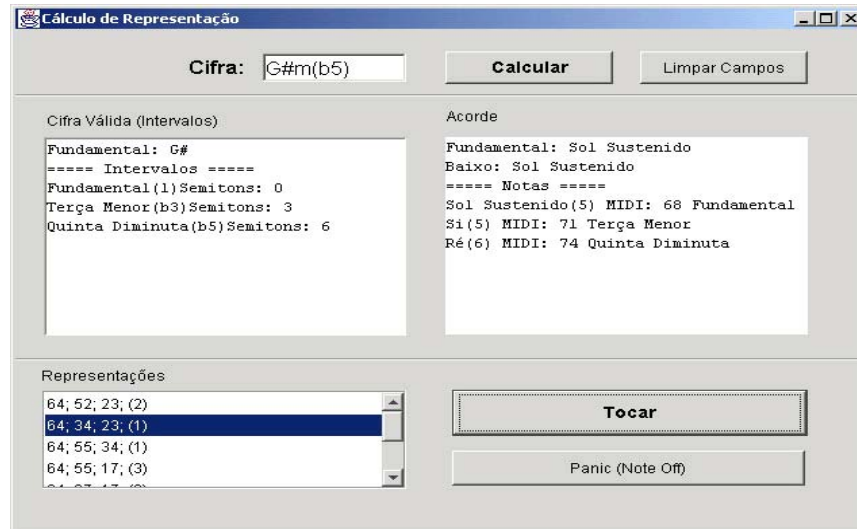 Cálculo de Representação
Cifra: G#m(b5) Calcular Limpar Campos
Cifra Válida (Intervalos)
Fundamental: G#
===== Intervalos =====
Fundamental(1)Semitons: 0
Terça Menor(b3)Semitons: 3
Quinta Diminuta(b5)Semitons: 6
Acorde
Fundamental: Sol Sustenido
Baixo: Sol Sustenido
===== Notas =====
Sol Sustenido(5) MIDI: 68 Fundamental
Si(5) MIDI: 71 Terça Menor
Ré(6) MIDI: 74 Quinta Diminuta
Representações
64; 52; 23; (2)
64; 34; 23; (1)
64; 55; 34; (1)
64; 55; 17; (3)
Tocar
Panic (Note Off)